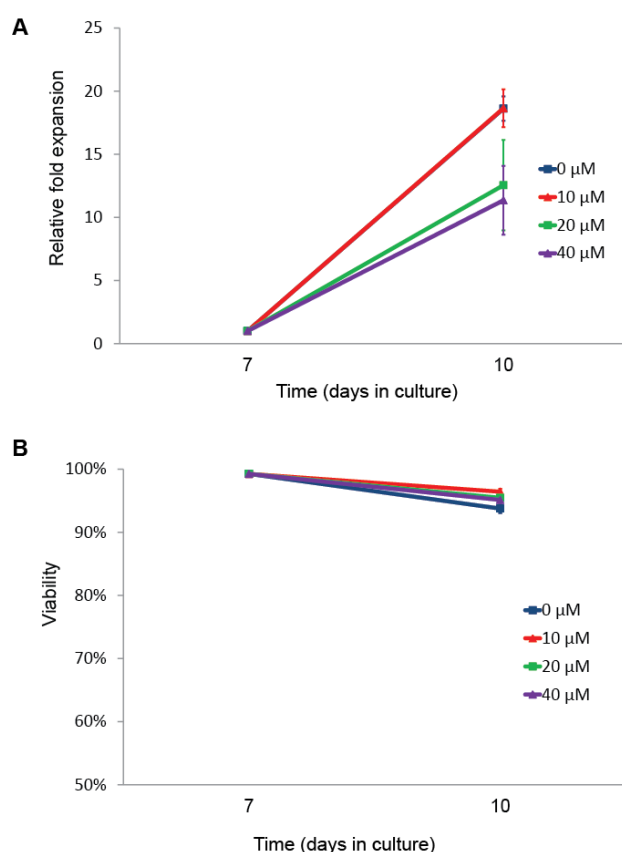 A
25
20
15
10
5
0
Relative fold expansion
7
10
Time (days in culture)
0 µM
10 µM
20 µM
40 µM
B
100%
90%
80%
70%
60%
50%
Viability
7
10
Time (days in culture)
0 µM
10 µM
20 µM
40 µM